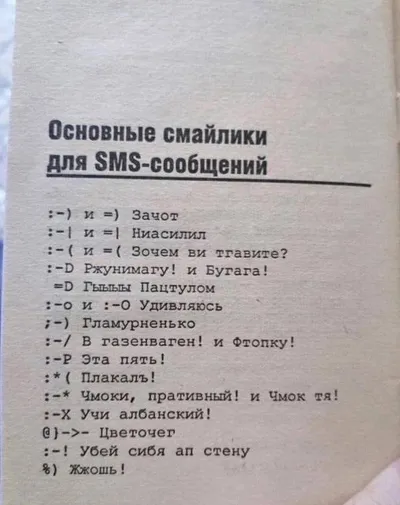 Основные смайлики
для SMS-сообщений
:-) и =) Зачот
:-| и =| Ниасилил
:-( и =( Зочем ви тгавите?
:-D Ржунимагу! и Бугага!
=D Гыыыы Пацтулом
:-o и :-O Удивляюсь
;-) Гламурненько
:-/ В газенваген! и Фтопку!
:-P Эта пять!
:*( Плакалъ!
:-* Чмоки, пративный! и Чмок тя!
:-X Учи албанский!
@}->- Цветочег
:-! Убей сибя ап стену
%) Жжошь!